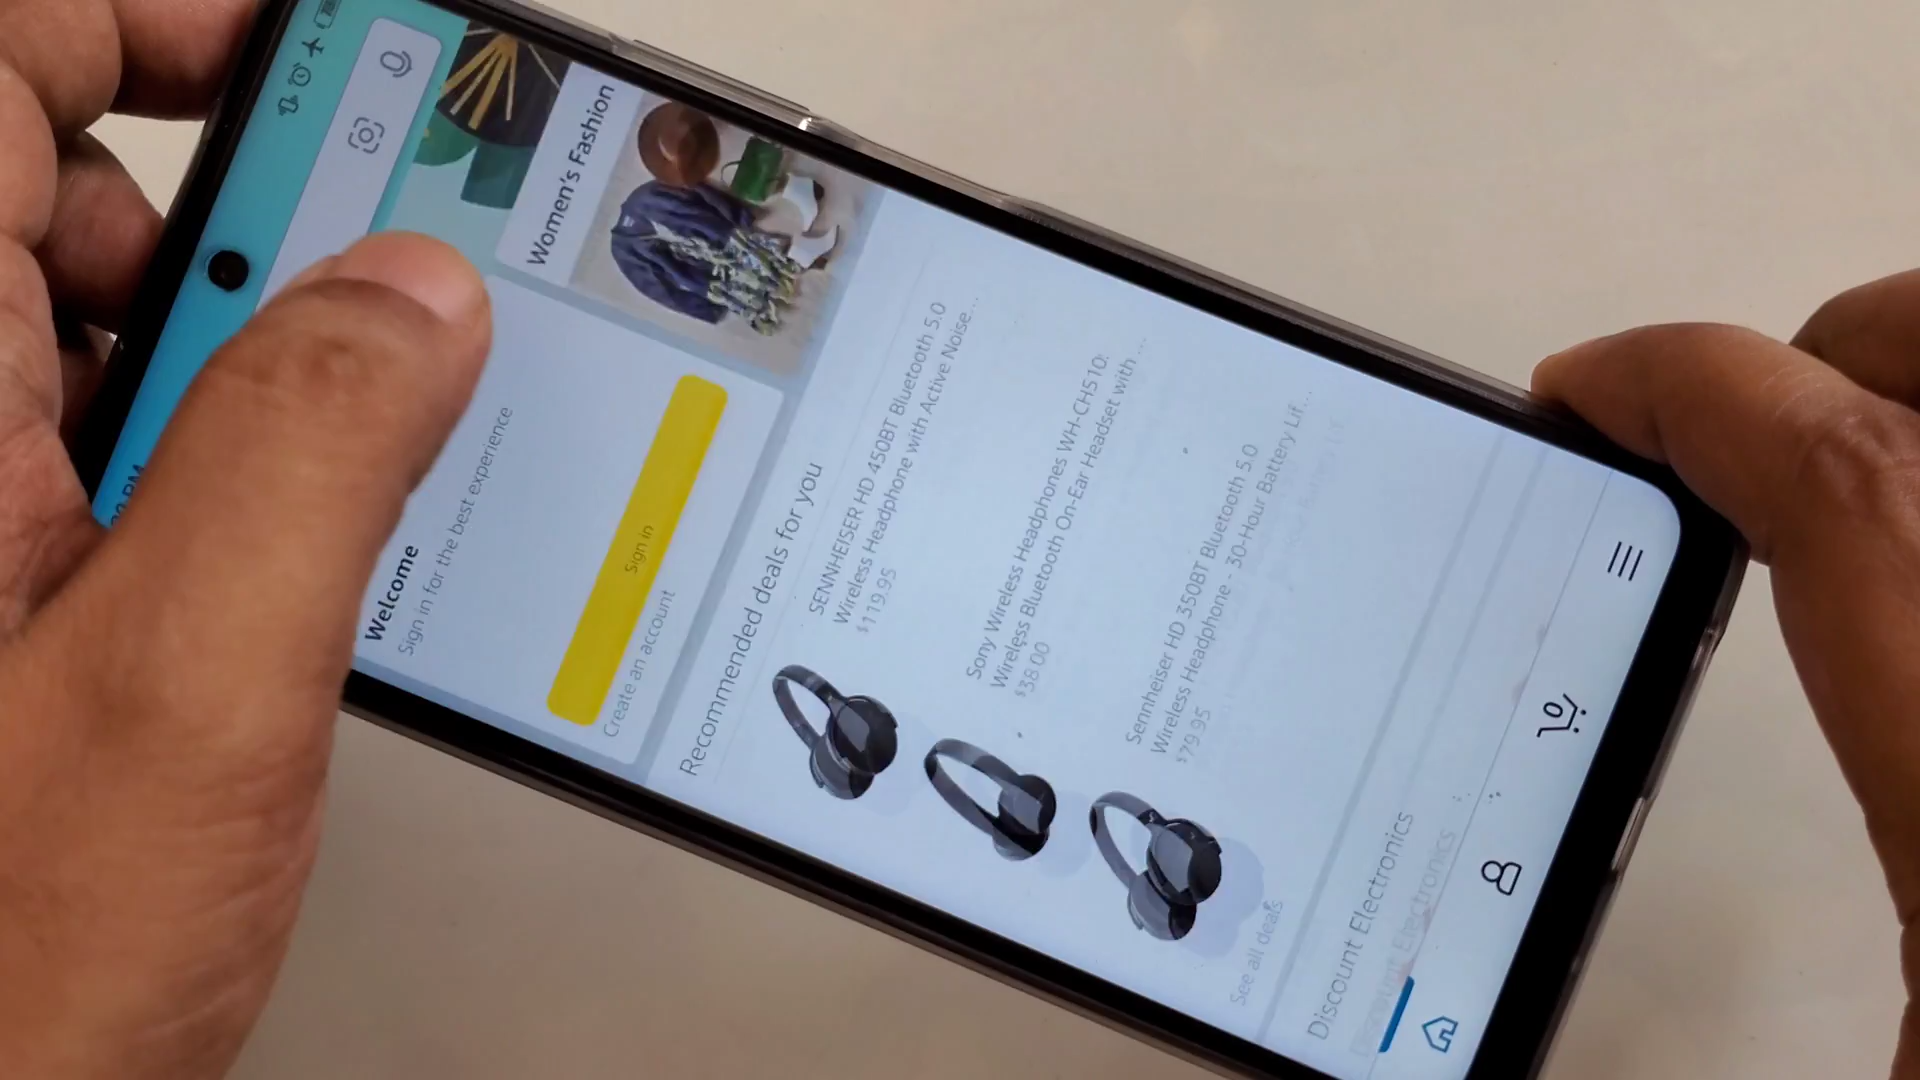 Women's Fashion
Welcome
Sign in for the best experience
Sign in
Create an account
Recommended deals for you
SENNHEISER HD 450BT Bluetooth 5.0
Wireless Headphone with Active Noise...
$119.95
Sony Wireless Headphones WH-CH510:
Wireless Bluetooth On-Ear Headset with ...
$38.00
Sennheiser HD 350BT Bluetooth 5.0
Wireless Headphone - 30-Hour Battery Lif...
$79.95
See all deals
Discount Electronics
0